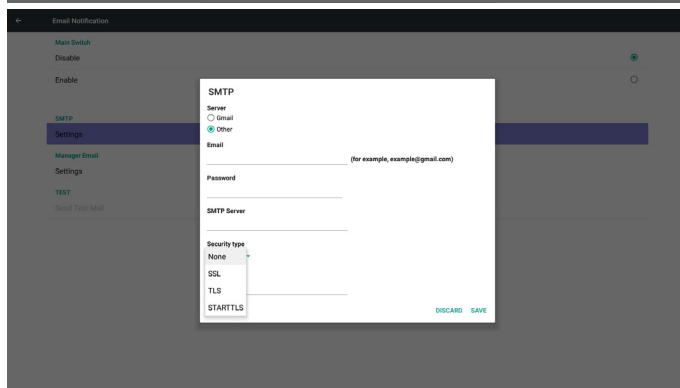 Email Notification
Main Switch
Disable
Enable
SMTP
Settings
Manager Email
Settings
TEST
Send Test Mail
SMTP
Server
Gmail
Other
Email
(for example, example@gmail.com)
Password
SMTP Server
Security type
None
SSL
TLS
STARTTLS
DISCARD SAVE